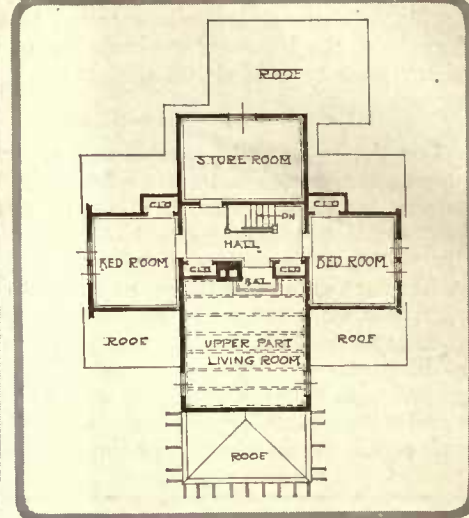 ROOF
STORE ROOM
CLO
CLO
DN
HALL
BED ROOM
BED ROOM
CLO
CLO
BAL
ROOF
UPPER PART
LIVING ROOM
ROOF
ROOF